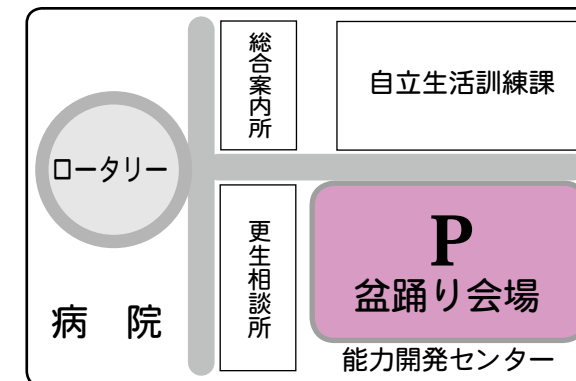 総合案内所
自立生活訓練課
ロータリー
更生相談所
P
盆踊り会場
病 院
能力開発センター